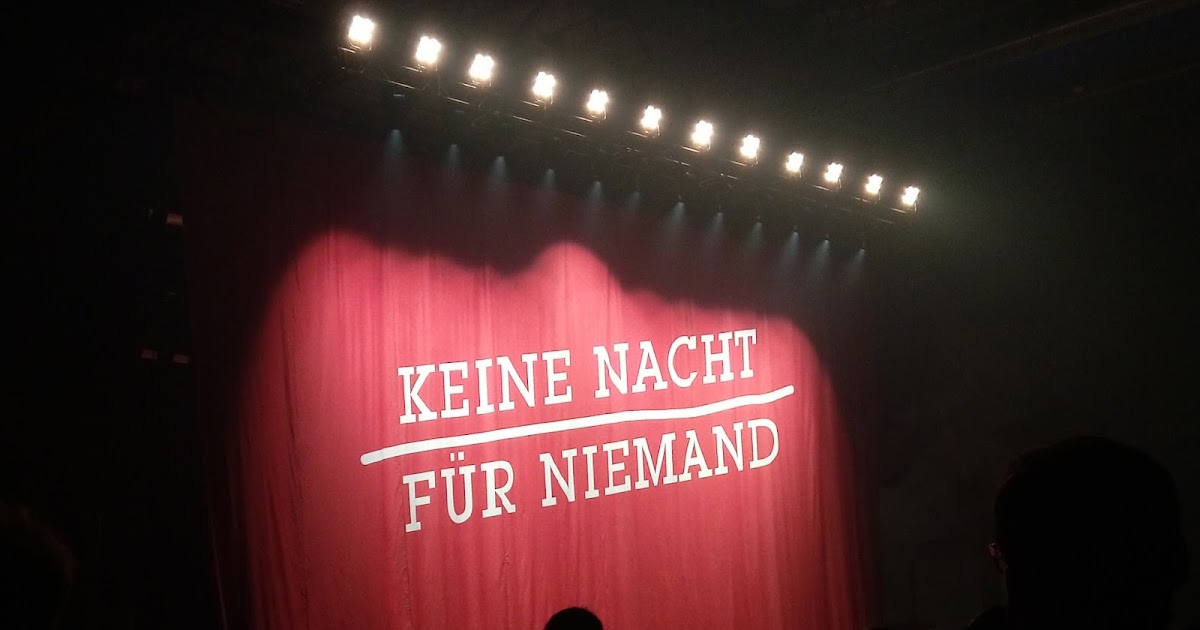 KEINE NACHT
FÜR NIEMAND